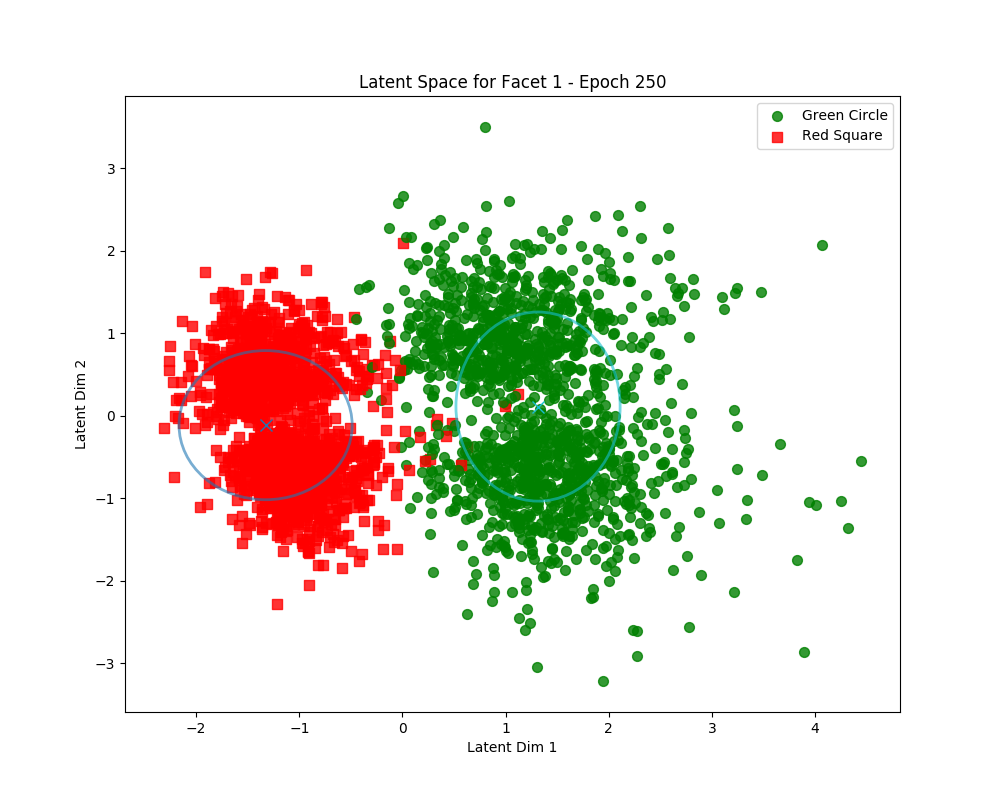 Latent Space for Facet 1 - Epoch 250
Green Circle
Red Square
Latent Dim 2
3
2
1
0
−1
−2
−3
−2
−1
0
1
2
3
4
Latent Dim 1